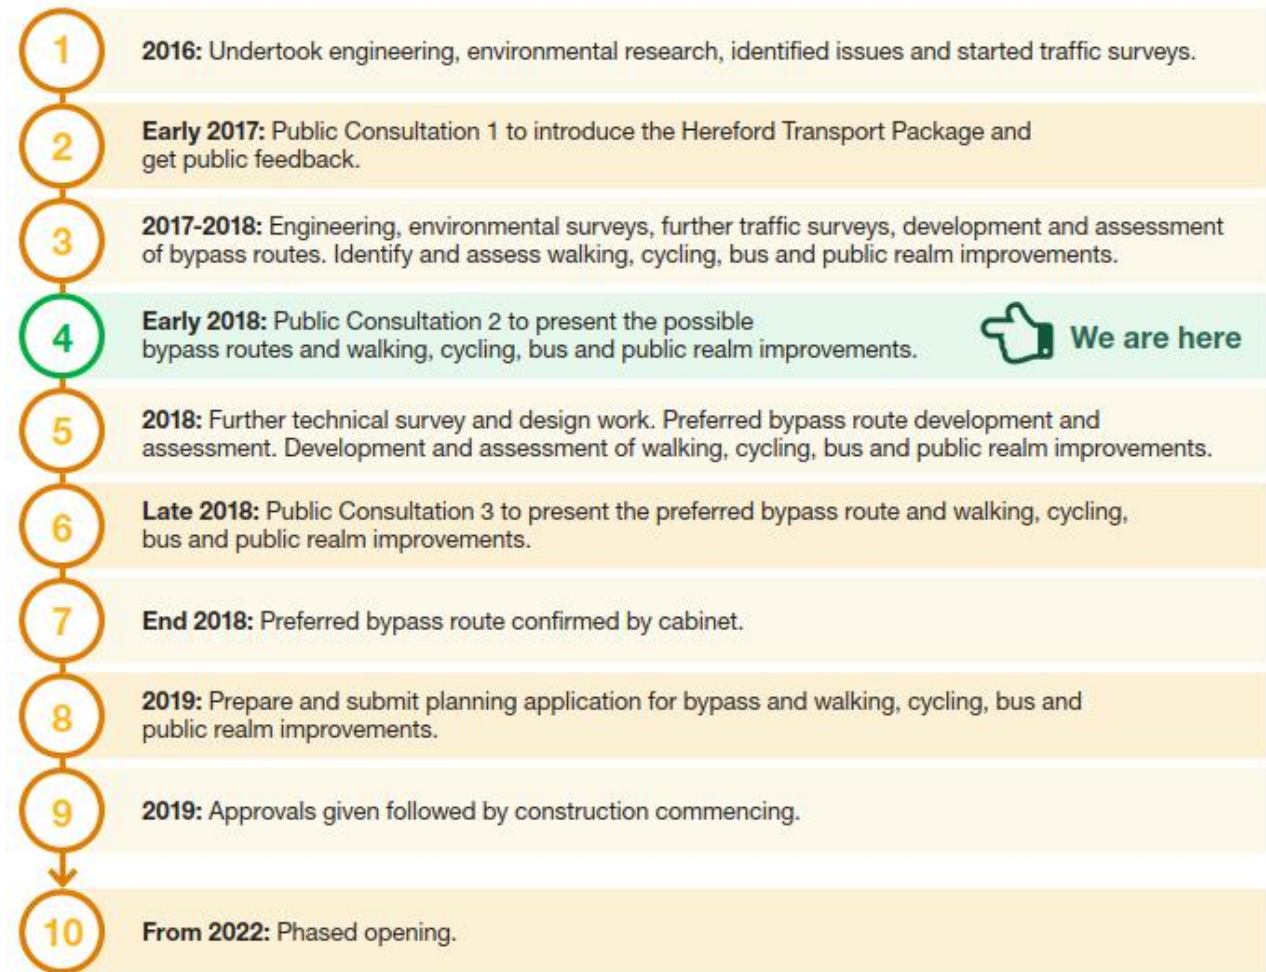 1
2016: Undertook engineering, environmental research, identified issues and started traffic surveys.
2
Early 2017: Public Consultation 1 to introduce the Hereford Transport Package and
get public feedback.
3
2017-2018: Engineering, environmental surveys, further traffic surveys, development and assessment
of bypass routes. Identify and assess walking, cycling, bus and public realm improvements.
4
Early 2018: Public Consultation 2 to present the possible
bypass routes and walking, cycling, bus and public realm improvements.
We are here
5
2018: Further technical survey and design work. Preferred bypass route development and
assessment. Development and assessment of walking, cycling, bus and public realm improvements.
6
Late 2018: Public Consultation 3 to present the preferred bypass route and walking, cycling,
bus and public realm improvements.
7
End 2018: Preferred bypass route confirmed by cabinet.
8
2019: Prepare and submit planning application for bypass and walking, cycling, bus and
public realm improvements.
9
2019: Approvals given followed by construction commencing.
10
From 2022: Phased opening.